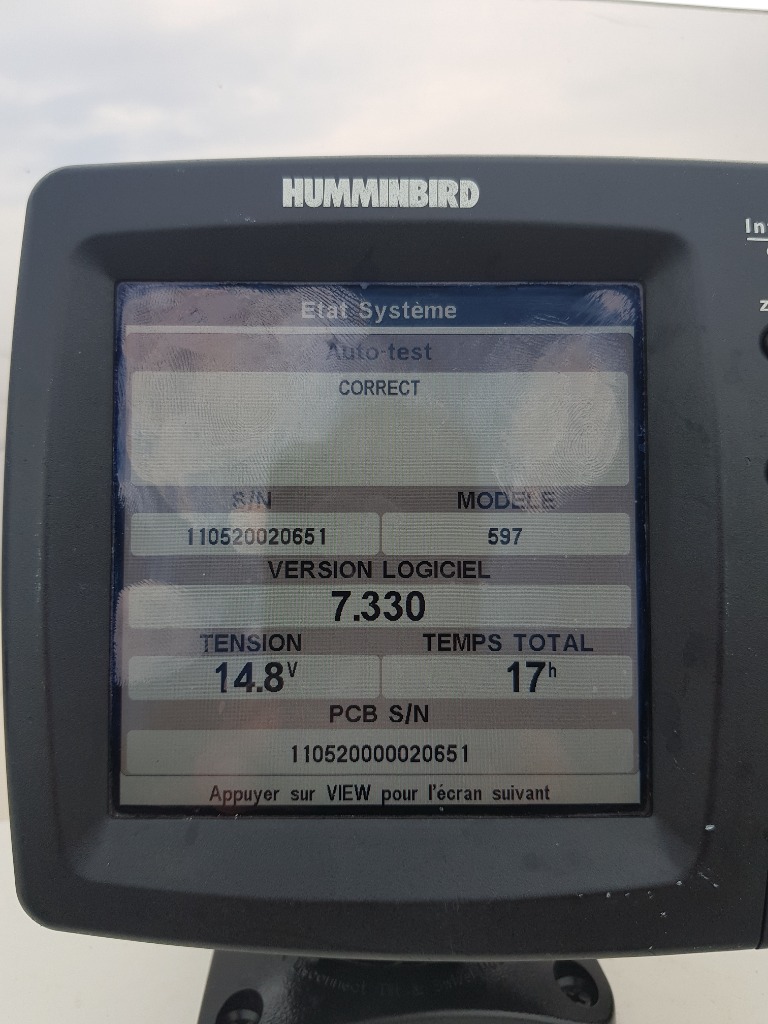 HUMMINBIRD
In
Etat Système
Auto-test
CORRECT
S/N MODELE
110520020651 597
VERSION LOGICIEL
7.330
TENSION TEMPS TOTAL
14.8V 17h
PCB S/N
110520000020651
Appuyer sur VIEW pour l'écran suivant